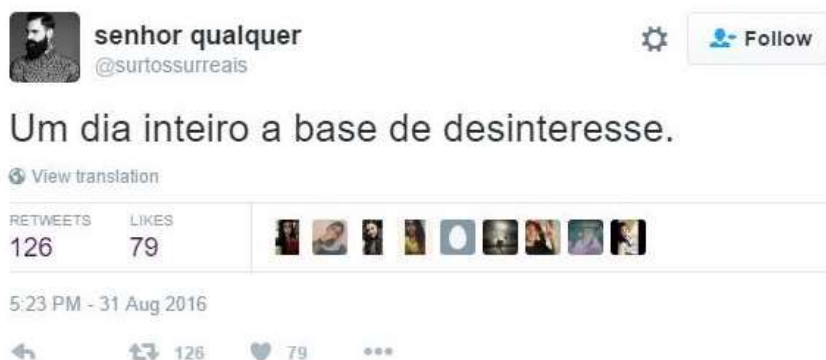 senhor qualquer
@surtossurreais
Follow
Um dia inteiro a base de desinteresse.
View translation
RETWEETS LIKES
126 79
5:23 PM - 31 Aug 2016
126 79